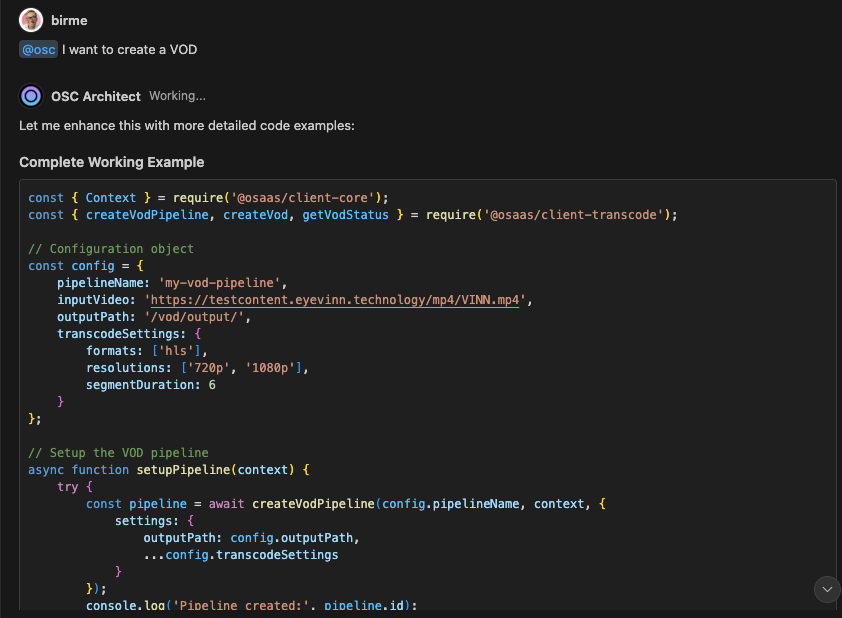 birme
@osc I want to create a VOD
OSC Architect Working...
Let me enhance this with more detailed code examples:
Complete Working Example
const { Context } = require('@osaas/client-core');
const { createVodPipeline, createVod, getVodStatus } = require('@osaas/client-transcode');
// Configuration object
const config = {
    pipelineName: 'my-vod-pipeline',
    inputVideo: 'https://testcontent.eyevinn.technology/mp4/VINN.mp4',
    outputPath: '/vod/output/',
    transcodeSettings: {
        formats: ['hls'],
        resolutions: ['720p', '1080p'],
        segmentDuration: 6
    }
};
// Setup the VOD pipeline
async function setupPipeline(context) {
    try {
        const pipeline = await createVodPipeline(config.pipelineName, context, {
            settings: {
                outputPath: config.outputPath,
                ...config.transcodeSettings
            }
        });
        console.log('Pipeline created:', pipeline.id);